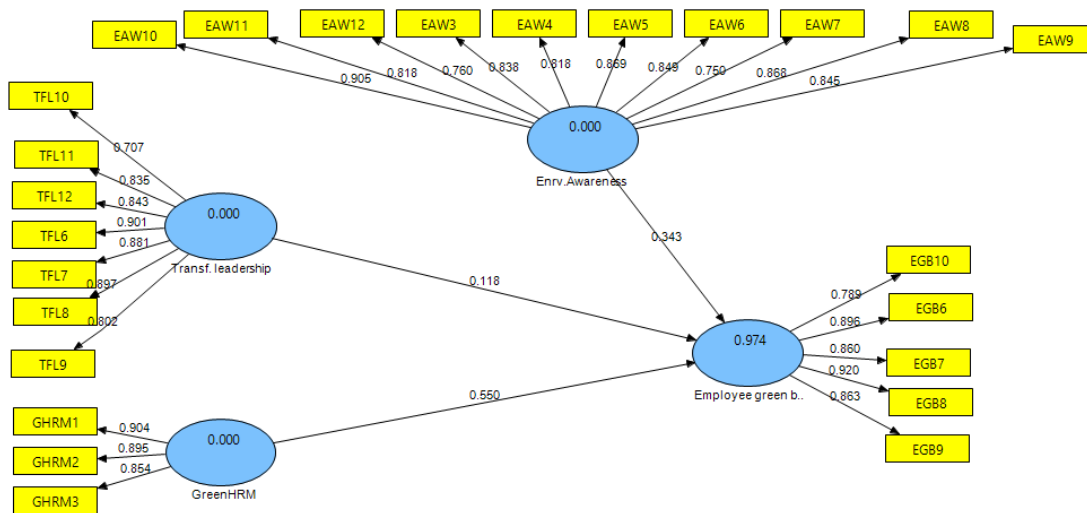 EAW10
EAW11
EAW12
EAW3
EAW4
EAW5
EAW6
EAW7
EAW8
EAW9
0.905
0.818
0.760
0.838
0.818
0.869
0.849
0.750
0.868
0.845
0.000
Enrv.Awareness
TFL10
TFL11
TFL12
TFL6
TFL7
TFL8
TFL9
0.707
0.835
0.843
0.901
0.881
0.897
0.802
0.000
Transf. leadership
0.343
0.118
0.550
GHRM1
GHRM2
GHRM3
0.904
0.895
0.854
0.000
GreenHRM
0.974
Employee green b..
0.789
0.896
0.860
0.920
0.863
EGB10
EGB6
EGB7
EGB8
EGB9